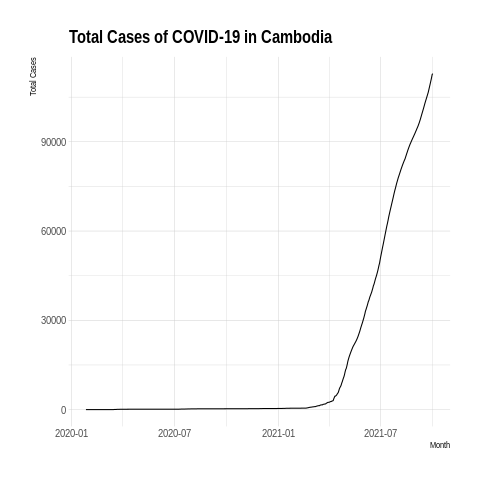 Total Cases of COVID-19 in Cambodia
Total Cases
90000
60000
30000
0
2020-01 2020-07 2021-01 2021-07
Month